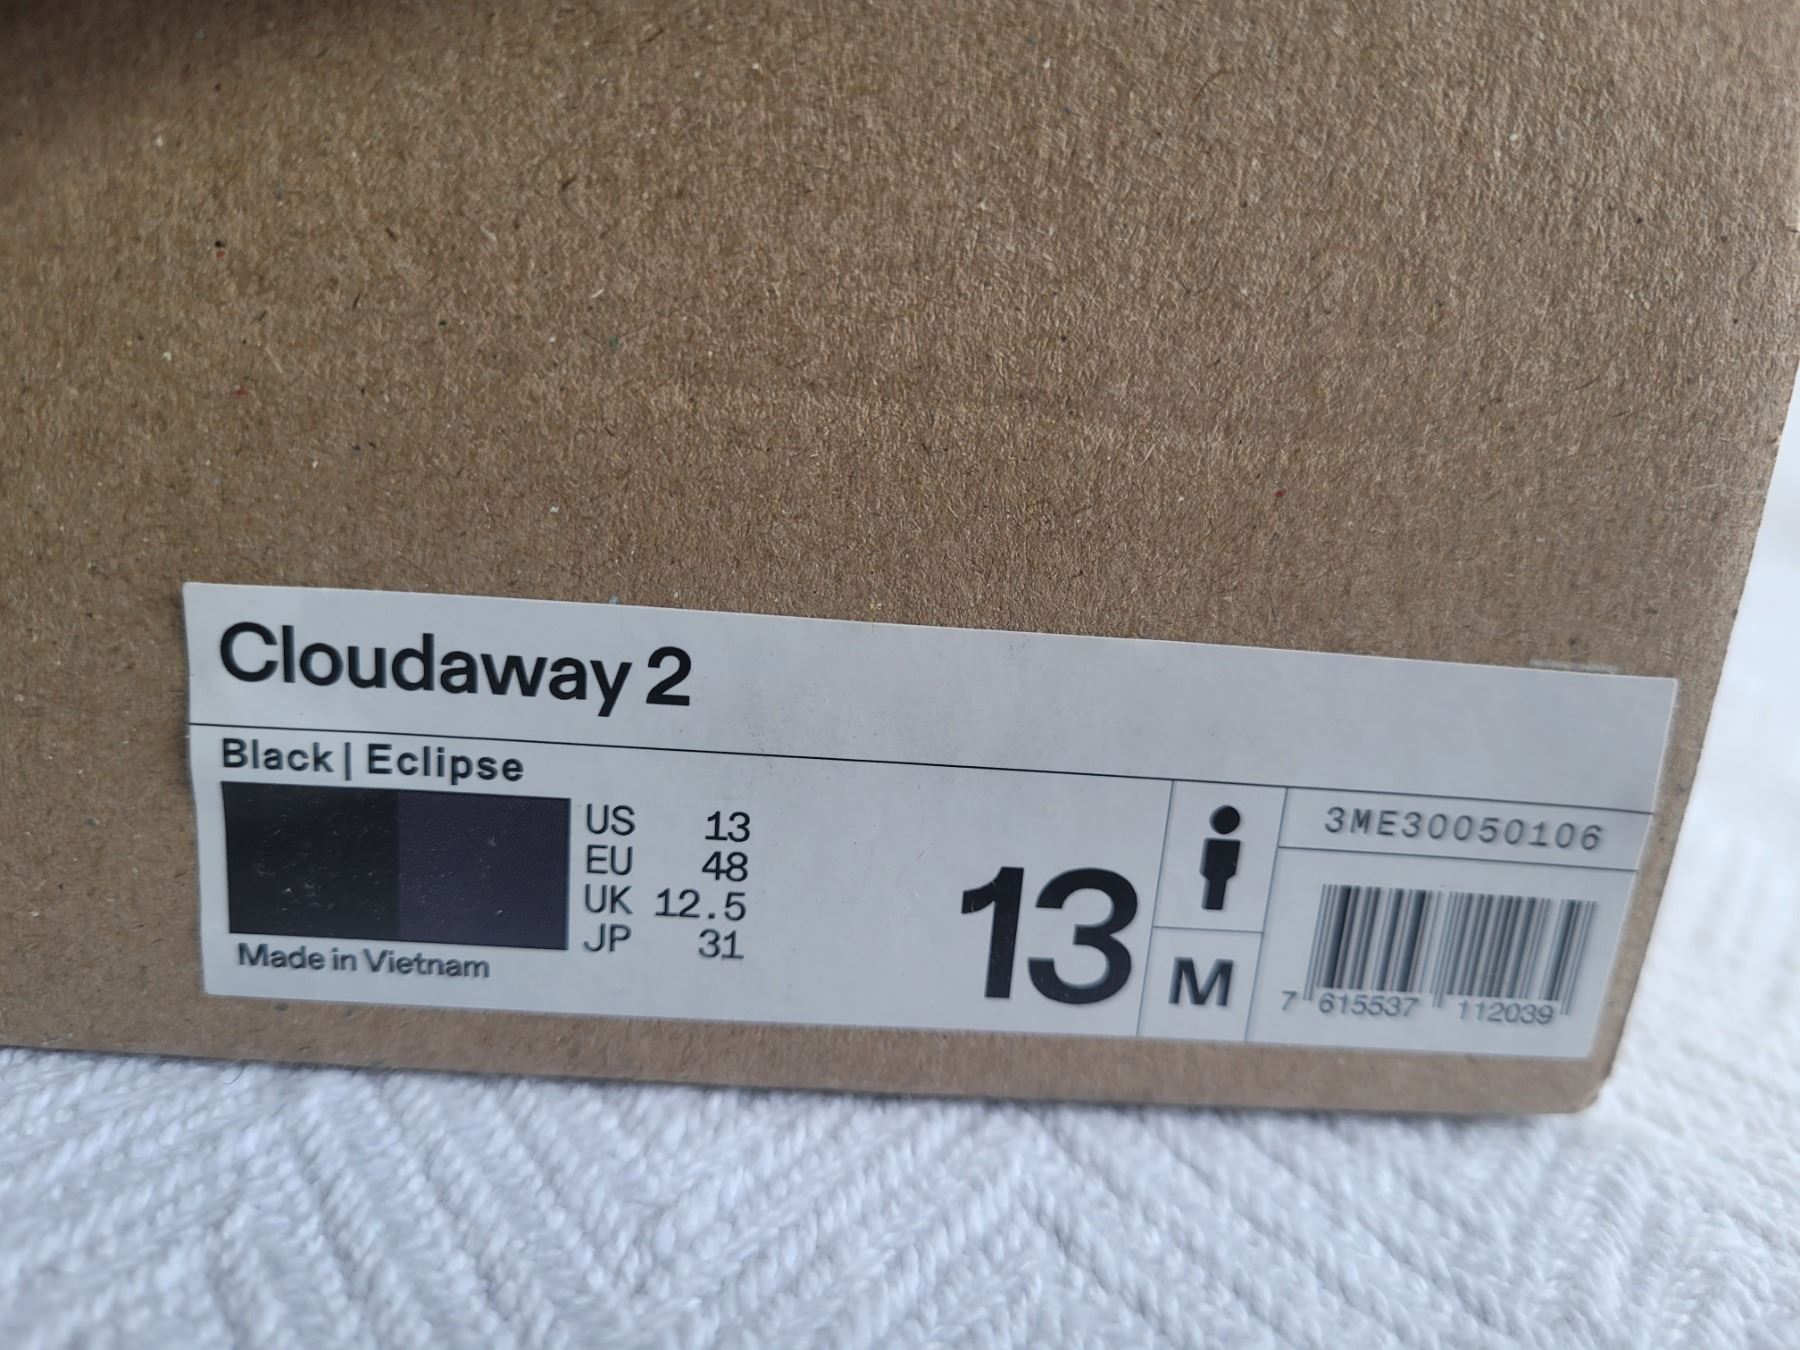 Cloudaway 2
Black | Eclipse
US 13
EU 48
UK 12.5
JP 31
Made in Vietnam
13
M
3ME30050106
7 615537 112039